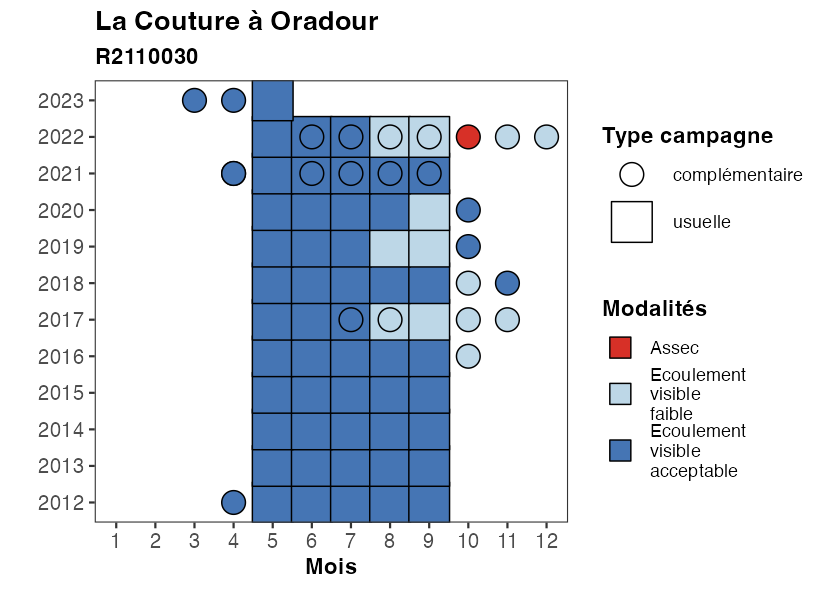 La Couture à Oradour
R2110030
2023
2022
2021
2020
2019
2018
2017
2016
2015
2014
2013
2012
1 2 3 4 5 6 7 8 9 10 11 12
Mois
Type campagne
complémentaire
usuelle
Modalités
Assec
Ecoulement
visible
faible
Ecoulement
visible
acceptable